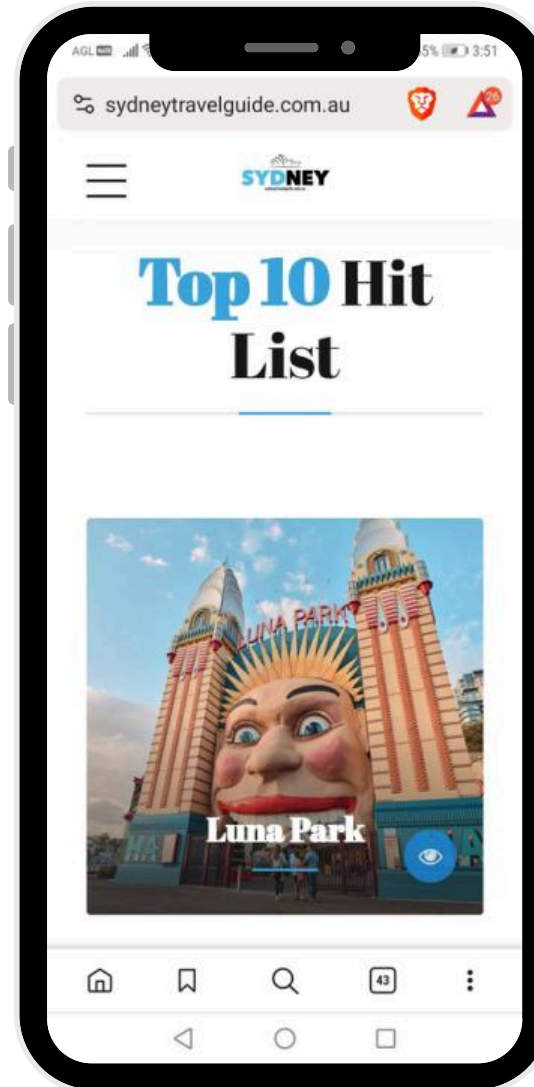 AGL
5% 3:51
sydneytravelguide.com.au
26
SYDNEY
Top 10 Hit
List
LUNA PARK
Luna Park
43